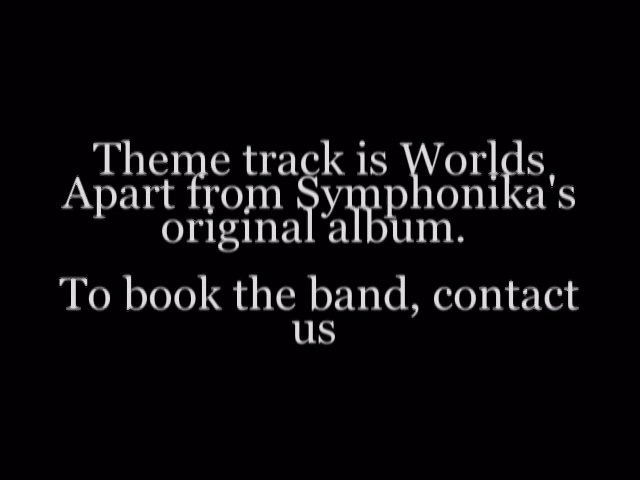 Theme track is Worlds
Apart from Symphonika's
original album.
To book the band, contact
us